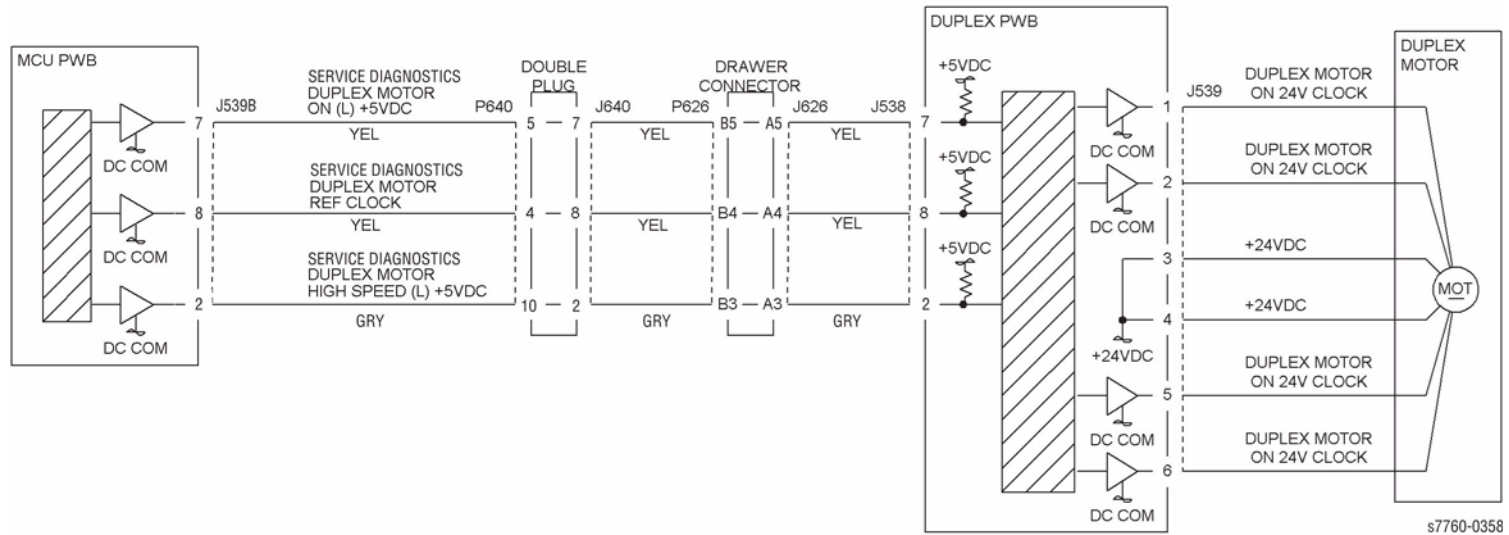 DUPLEX PWB
MCU PWB
DUPLEX
MOTOR
SERVICE DIAGNOSTICS
DUPLEX MOTOR
ON (L) +5VDC
DOUBLE
PLUG
DRAWER
CONNECTOR
+5VDC
DUPLEX MOTOR
ON 24V CLOCK
J539B
P640
J640
P626
J626
J538
J539
7
5
7
B5
A5
7
1
YEL
YEL
YEL
DC COM
DC COM
SERVICE DIAGNOSTICS
DUPLEX MOTOR
REF CLOCK
+5VDC
DUPLEX MOTOR
ON 24V CLOCK
2
8
4
8
B4
A4
8
YEL
YEL
YEL
DC COM
DC COM
SERVICE DIAGNOSTICS
DUPLEX MOTOR
HIGH SPEED (L) +5VDC
+5VDC
+24VDC
3
MOT
2
10
2
B3
A3
2
+24VDC
4
GRY
GRY
GRY
DC COM
+24VDC
DUPLEX MOTOR
ON 24V CLOCK
5
DC COM
DUPLEX MOTOR
ON 24V CLOCK
6
DC COM
s7760-0358